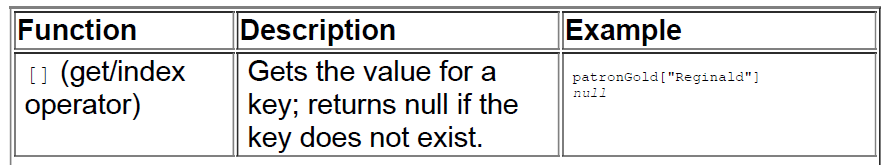 Function Description Example
[] (get/index operator)
Gets the value for a
key; returns null if the
key does not exist.
patronGold["Reginald"]
null